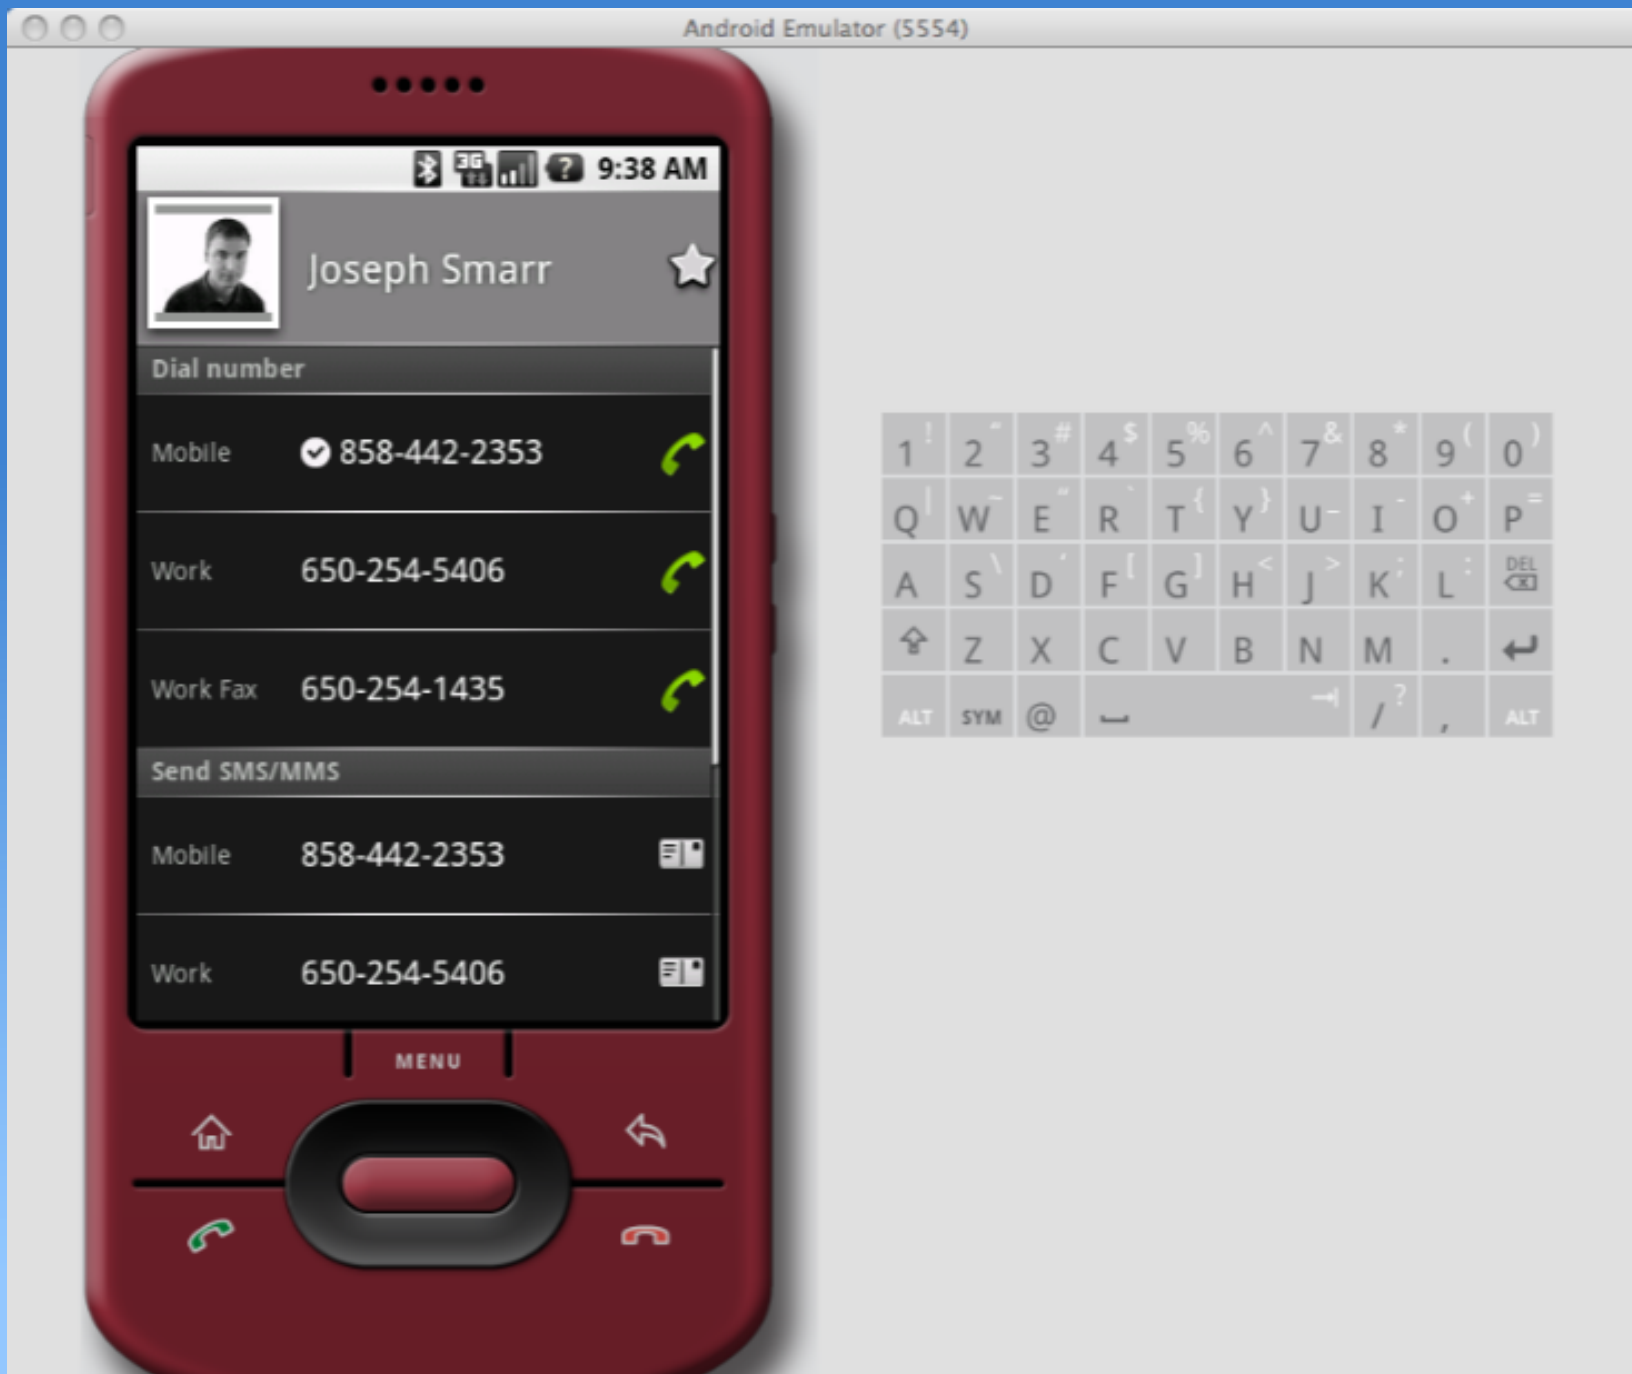 Android Emulator (5554)
3G ? 9:38 AM
Joseph Smarr
Dial number
Mobile 858-442-2353
Work 650-254-5406
Work Fax 650-254-1435
Send SMS/MMS
Mobile 858-442-2353
Work 650-254-5406
MENU
1 ! 2 " 3 # 4 $ 5 % 6 ^ 7 & 8 * 9 ( 0 )
Q | W ~ E " R ` T { Y } U _ I - O + P =
A S \ D ' F [ G ] H < J > K ; L : DEL
Z X C V B N M .
ALT SYM @ / ? , ALT